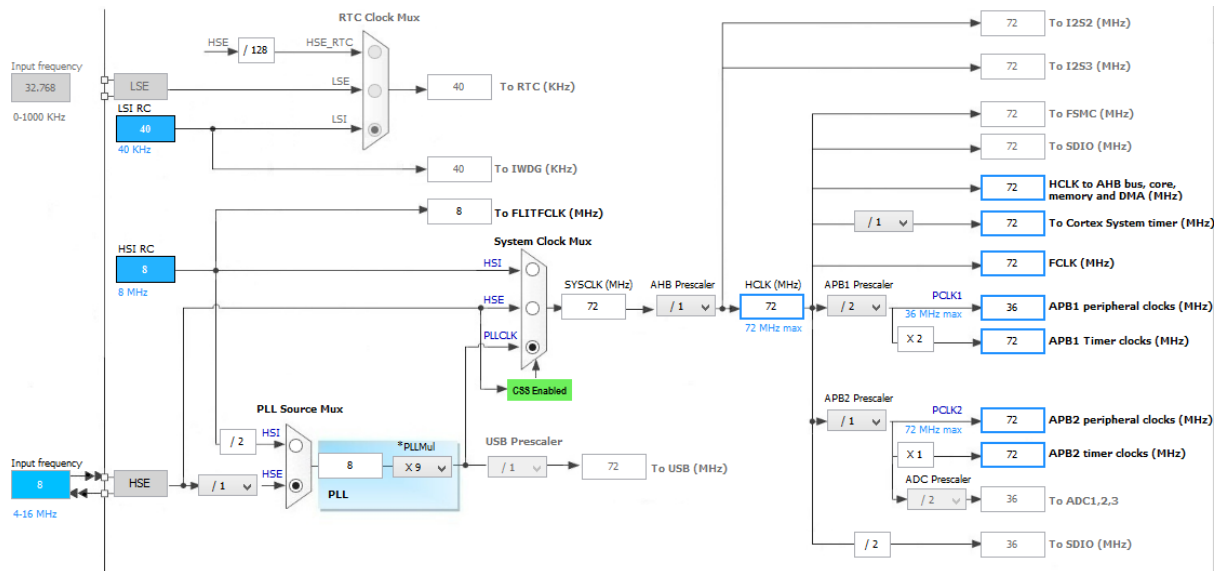 RTC Clock Mux
HSE
/ 128
HSE_RTC
Input frequency
32.768
0-1000 KHz
LSE
LSE
40
To RTC (KHz)
LSI RC
40
40 KHz
LSI
40
To IWDG (KHz)
8
To FLITFCLK (MHz)
HSI RC
8
8 MHz
System Clock Mux
HSI
HSE
PLLCLK
CSS Enabled
SYSCLK (MHz)
72
AHB Prescaler
/ 1
HCLK (MHz)
72
72 MHz max
PLL Source Mux
/ 2
HSI
Input frequency
8
4-16 MHz
HSE
/ 1
HSE
8
*PLLMul
X 9
PLL
USB Prescaler
/ 1
72
To USB (MHz)
72
To I2S2 (MHz)
72
To I2S3 (MHz)
72
To FSMC (MHz)
72
To SDIO (MHz)
72
HCLK to AHB bus, core,
memory and DMA (MHz)
/ 1
72
To Cortex System timer (MHz)
72
FCLK (MHz)
APB1 Prescaler
/ 2
PCLK1
36 MHz max
36
APB1 peripheral clocks (MHz)
X 2
72
APB1 Timer clocks (MHz)
APB2 Prescaler
/ 1
PCLK2
72 MHz max
72
APB2 peripheral clocks (MHz)
X 1
72
APB2 timer clocks (MHz)
ADC Prescaler
/ 2
36
To ADC1,2,3
/ 2
36
To SDIO (MHz)